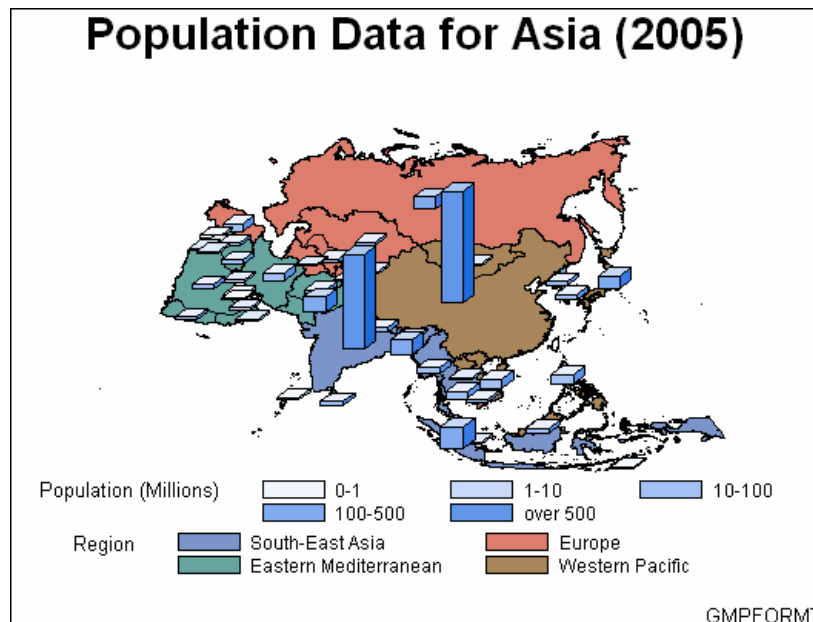 Population Data for Asia (2005)
Population (Millions) 0-1 1-10 10-100
100-500 over 500
Region South-East Asia Europe
Eastern Mediterranean Western Pacific
GMPFORMT